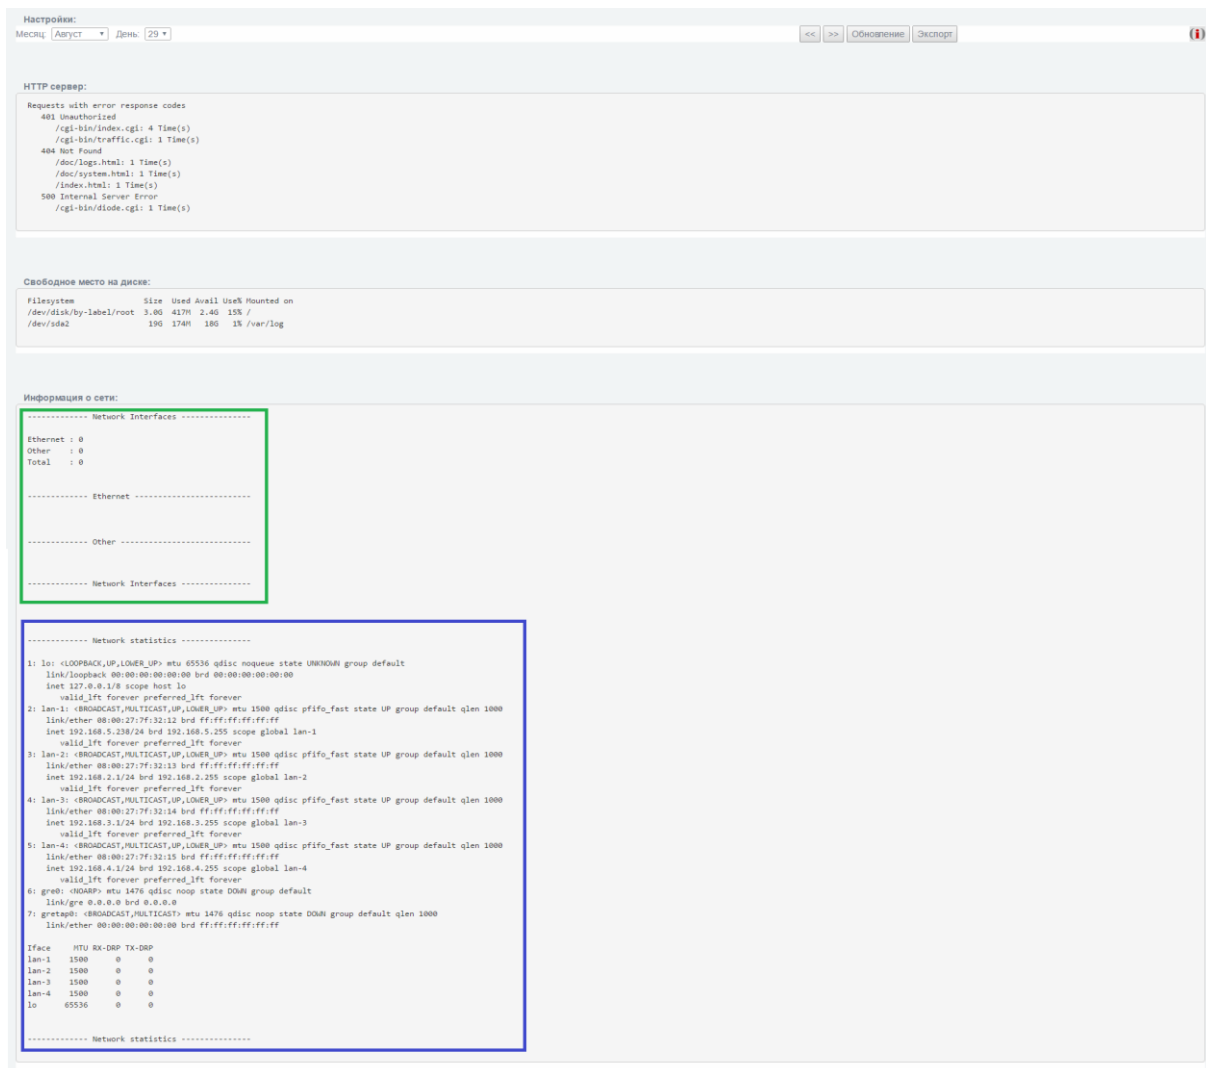 Настройки:
Месяц: Август День: 29 << >> Обновление Экспорт (i)
HTTP сервер:
Requests with error response codes
401 Unauthorized
/cgi-bin/index.cgi: 4 Time(s)
/cgi-bin/traffic.cgi: 1 Time(s)
404 Not Found
/doc/logs.html: 1 Time(s)
/doc/system.html: 1 Time(s)
/index.html: 1 Time(s)
500 Internal Server Error
/cgi-bin/diode.cgi: 1 Time(s)
Свободное место на диске:
Filesystem Size Used Avail Use% Mounted on
/dev/disk/by-label/root 3.0G 417M 2.4G 15% /
/dev/sda2 19G 174M 18G 1% /var/log
Информация о сети:
------------- Network Interfaces ---------------
Ethernet : 0
Other : 0
Total : 0
------------- Ethernet -------------------------
------------- Other ----------------------------
------------- Network Interfaces ---------------
------------- Network statistics ---------------
1: lo: <LOOPBACK,UP,LOWER_UP> mtu 65536 qdisc noqueue state UNKNOWN group default
link/loopback 00:00:00:00:00:00 brd 00:00:00:00:00:00
inet 127.0.0.1/8 scope host lo
valid_lft forever preferred_lft forever
2: lan-1: <BROADCAST,MULTICAST,UP,LOWER_UP> mtu 1500 qdisc pfifo_fast state UP group default qlen 1000
link/ether 08:00:27:7f:32:12 brd ff:ff:ff:ff:ff:ff
inet 192.168.5.238/24 brd 192.168.5.255 scope global lan-1
valid_lft forever preferred_lft forever
3: lan-2: <BROADCAST,MULTICAST,UP,LOWER_UP> mtu 1500 qdisc pfifo_fast state UP group default qlen 1000
link/ether 08:00:27:7f:32:13 brd ff:ff:ff:ff:ff:ff
inet 192.168.2.1/24 brd 192.168.2.255 scope global lan-2
valid_lft forever preferred_lft forever
4: lan-3: <BROADCAST,MULTICAST,UP,LOWER_UP> mtu 1500 qdisc pfifo_fast state UP group default qlen 1000
link/ether 08:00:27:7f:32:14 brd ff:ff:ff:ff:ff:ff
inet 192.168.3.1/24 brd 192.168.3.255 scope global lan-3
valid_lft forever preferred_lft forever
5: lan-4: <BROADCAST,MULTICAST,UP,LOWER_UP> mtu 1500 qdisc pfifo_fast state UP group default qlen 1000
link/ether 08:00:27:7f:32:15 brd ff:ff:ff:ff:ff:ff
inet 192.168.4.1/24 brd 192.168.4.255 scope global lan-4
valid_lft forever preferred_lft forever
6: gre0: <NOARP> mtu 1476 qdisc noop state DOWN group default
link/gre 0.0.0.0 brd 0.0.0.0
7: gretap0: <BROADCAST,MULTICAST> mtu 1476 qdisc noop state DOWN group default qlen 1000
link/ether 00:00:00:00:00:00 brd ff:ff:ff:ff:ff:ff
Iface MTU RX-DRP TX-DRP
lan-1 1500 0 0
lan-2 1500 0 0
lan-3 1500 0 0
lan-4 1500 0 0
lo 65536 0 0
------------- Network statistics ---------------